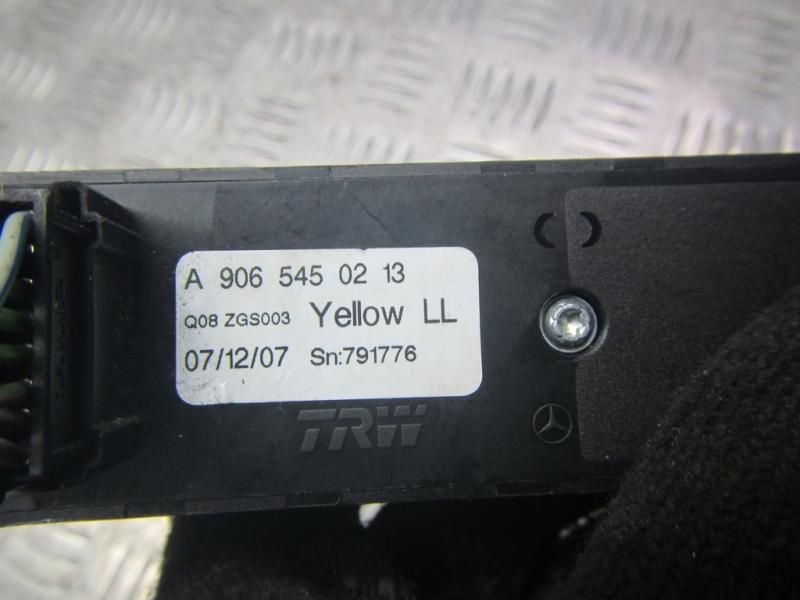 A 906 545 02 13
Q08 ZGS003 Yellow LL
07/12/07 Sn:791776
TRW